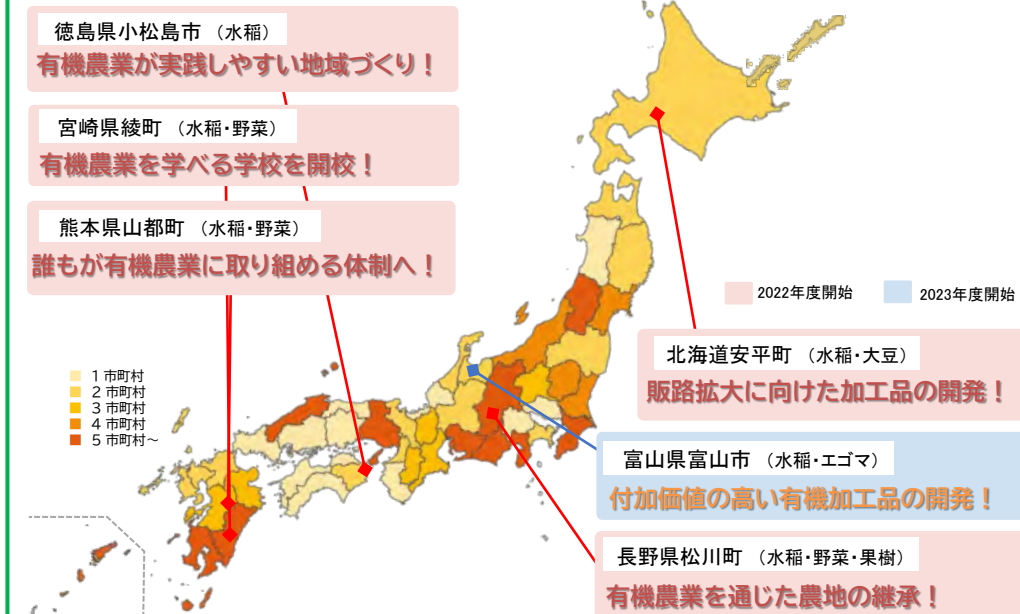 徳島県小松島市 （水稲）
有機農業が実践しやすい地域づくり！
宮崎県綾町 （水稲・野菜）
有機農業を学べる学校を開校！
熊本県山都町 （水稲・野菜）
誰もが有機農業に取り組める体制へ！
2022年度開始
2023年度開始
北海道安平町 （水稲・大豆）
販路拡大に向けた加工品の開発！
1 市町村
2 市町村
3 市町村
4 市町村
5 市町村～
富山県富山市 （水稲・エゴマ）
付加価値の高い有機加工品の開発！
長野県松川町 （水稲・野菜・果樹）
有機農業を通じた農地の継承！